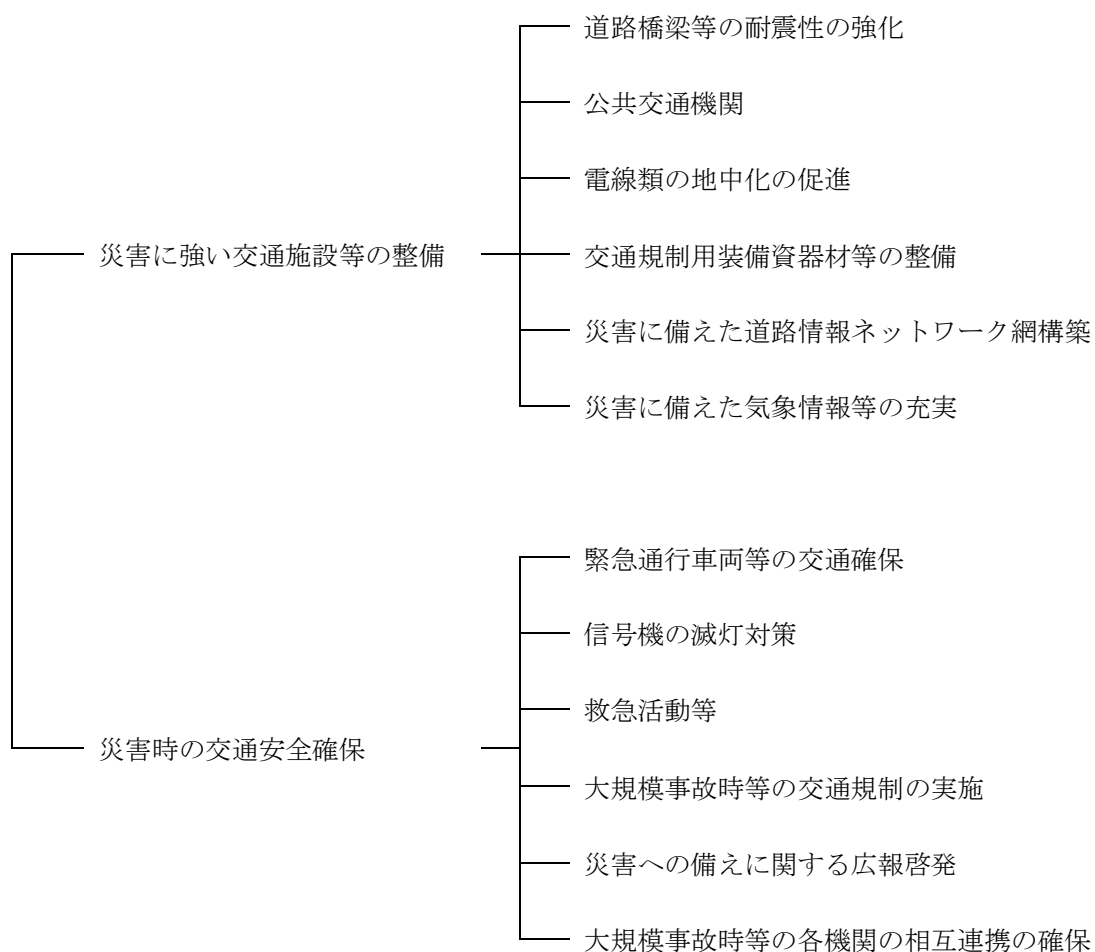 道路橋梁等の耐震性の強化
公共交通機関
電線類の地中化の促進
災害に強い交通施設等の整備
交通規制用装備資器材等の整備
災害に備えた道路情報ネットワーク網構築
災害に備えた気象情報等の充実
緊急通行車両等の交通確保
信号機の滅灯対策
救急活動等
災害時の交通安全確保
大規模事故時等の交通規制の実施
災害への備えに関する広報啓発
大規模事故時等の各機関の相互連携の確保